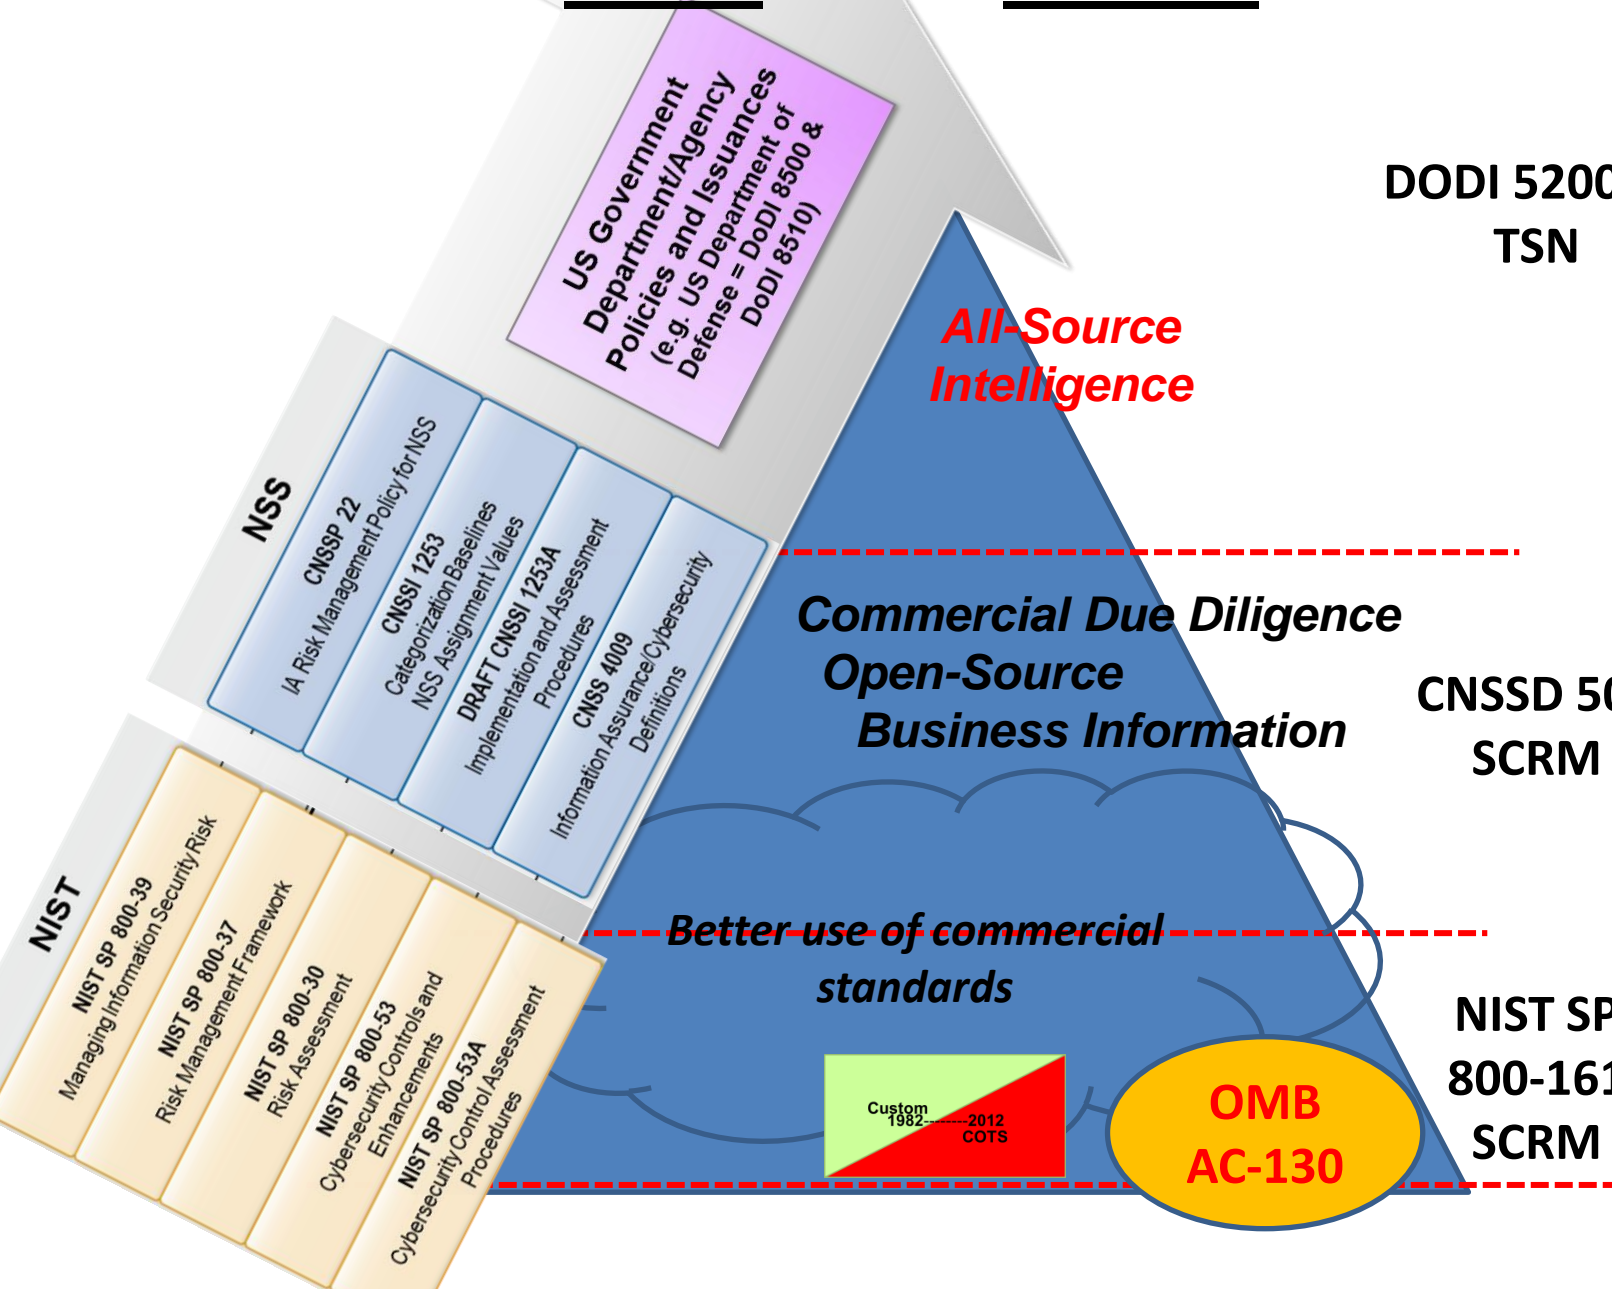 US Government
Department/Agency
Policies and Issuances
(e.g. US Department of
Defense = DoDI 8500 &
DoDI 8510)
DODI 5200
TSN
All-Source
Intelligence
NSS
CNSSP 22
IA Risk Management Policy for NSS
CNSSI 1253
Categorization Baselines
NSS Assignment Values
DRAFT CNSSI 1253A
Implementation and Assessment
Procedures
CNSS 4009
Information Assurance/Cybersecurity
Definitions
Commercial Due Diligence
Open-Source
Business Information
CNSSD 50
SCRM
NIST
NIST SP 800-39
Managing Information Security Risk
NIST SP 800-37
Risk Management Framework
NIST SP 800-30
Risk Assessment
NIST SP 800-53
Cybersecurity Controls and
Enhancements
NIST SP 800-53A
Cybersecurity Control Assessment
Procedures
Better use of commercial
standards
Custom
1982--------2012
COTS
OMB
AC-130
NIST SP
800-161
SCRM